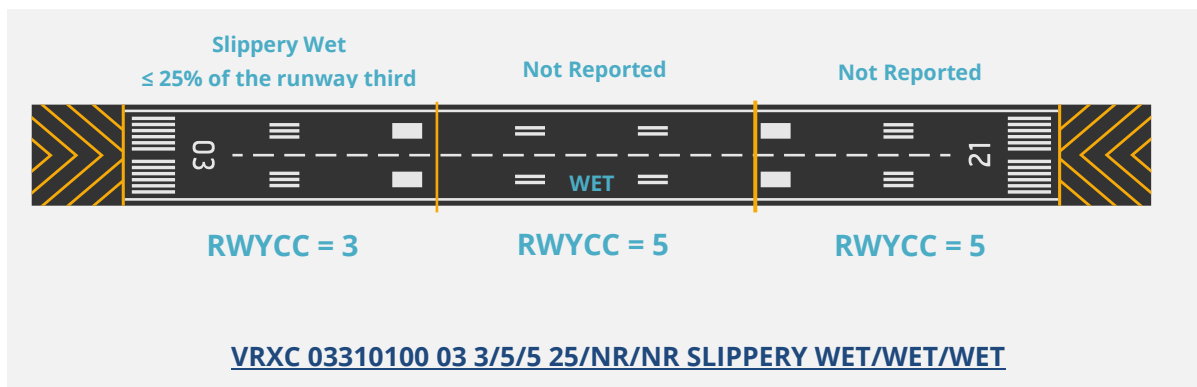 Slippery Wet
≤ 25% of the runway third
Not Reported
Not Reported
03
WET
21
RWYCC = 3
RWYCC = 5
RWYCC = 5
VRXC 03310100 03 3/5/5 25/NR/NR SLIPPERY WET/WET/WET